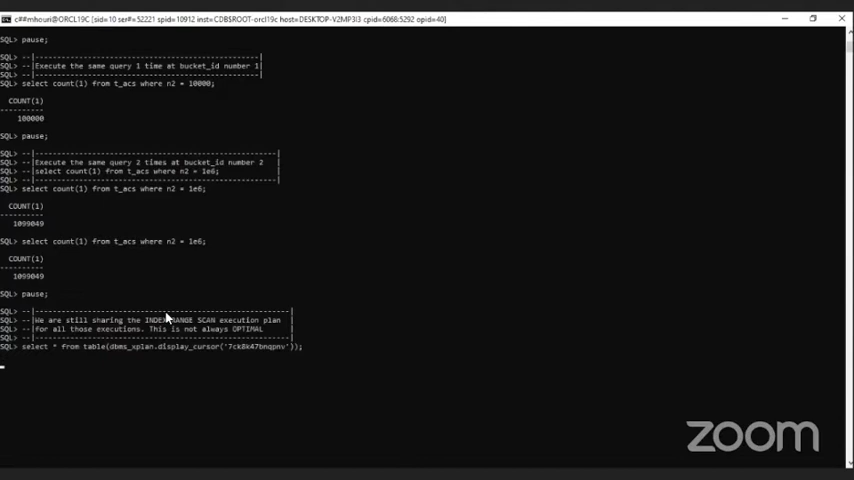 c##mhouri@ORCL19C [sid=10 ser#=52221 spid=10912 inst=CDB$ROOT-orcl19c host=DESKTOP-V2MP3I3 cpid=6068:5292 opid=40]
SQL> pause;
SQL> --|--------------------------------------------------|
SQL> --|Execute the same query 1 time at bucket_id number 1|
SQL> --|--------------------------------------------------|
SQL> select count(1) from t_acs where n2 = 10000;
COUNT(1)
----------
100000
SQL> pause;
SQL> --|------------------------------------------------------|
SQL> --|Execute the same query 2 times at bucket_id number 2   |
SQL> --|select count(1) from t_acs where n2 = 1e6;             |
SQL> --|------------------------------------------------------|
SQL> select count(1) from t_acs where n2 = 1e6;
COUNT(1)
----------
1099049
SQL> select count(1) from t_acs where n2 = 1e6;
COUNT(1)
----------
1099049
SQL> pause;
SQL> --|---------------------------------------------------------|
SQL> --|We are still sharing the INDEX RANGE SCAN execution plan
SQL> --|for all those executions. This is not always OPTIMAL      |
SQL> --|---------------------------------------------------------|
SQL> select * from table(dbms_xplan.display_cursor('7ck8k47bnqpnv'));
zoom